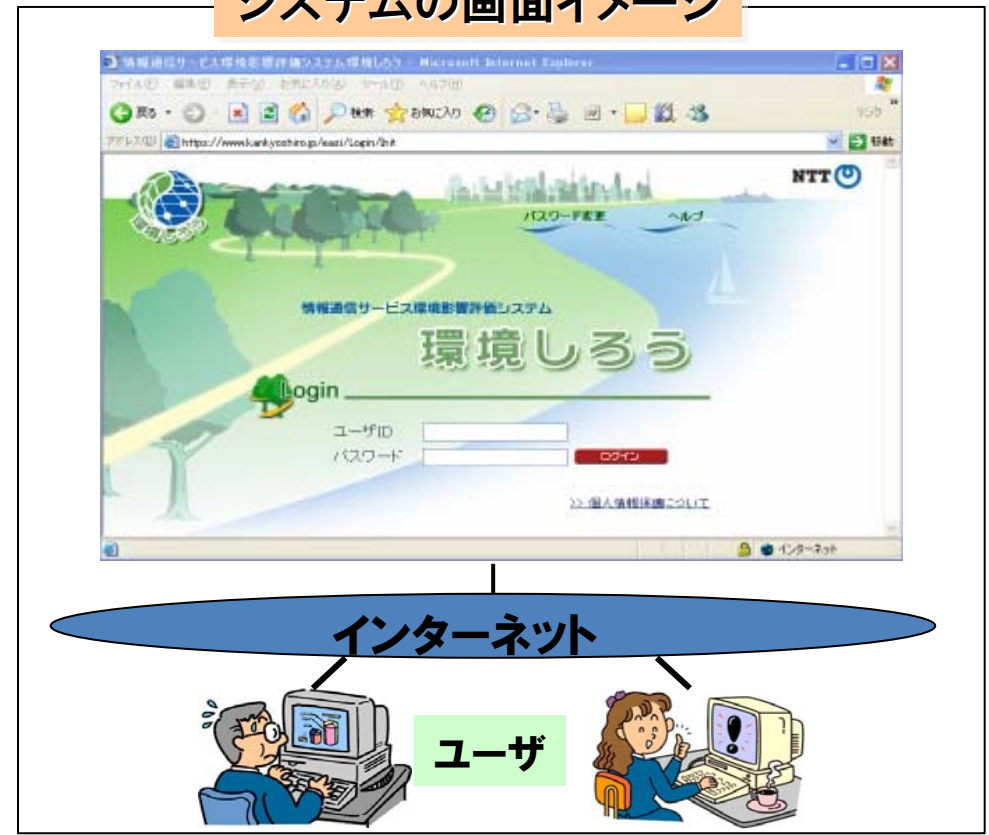 システムの画面イメージ
情報通信サービス環境影響評価システム 環境しろう - Microsoft Internet Explorer
ファイル(F) 編集(E) 表示(V) お気に入り(A) ツール(T) ヘルプ(H)
戻る 検索 お気に入り リンク
アドレス(D) 移動
NTT
環境しろう
パスワード変更 ヘルプ
情報通信サービス環境影響評価システム
環境しろう
Login
ユーザID
パスワード ログイン
>> 個人情報保護について
インターネット
インターネット
ユーザ